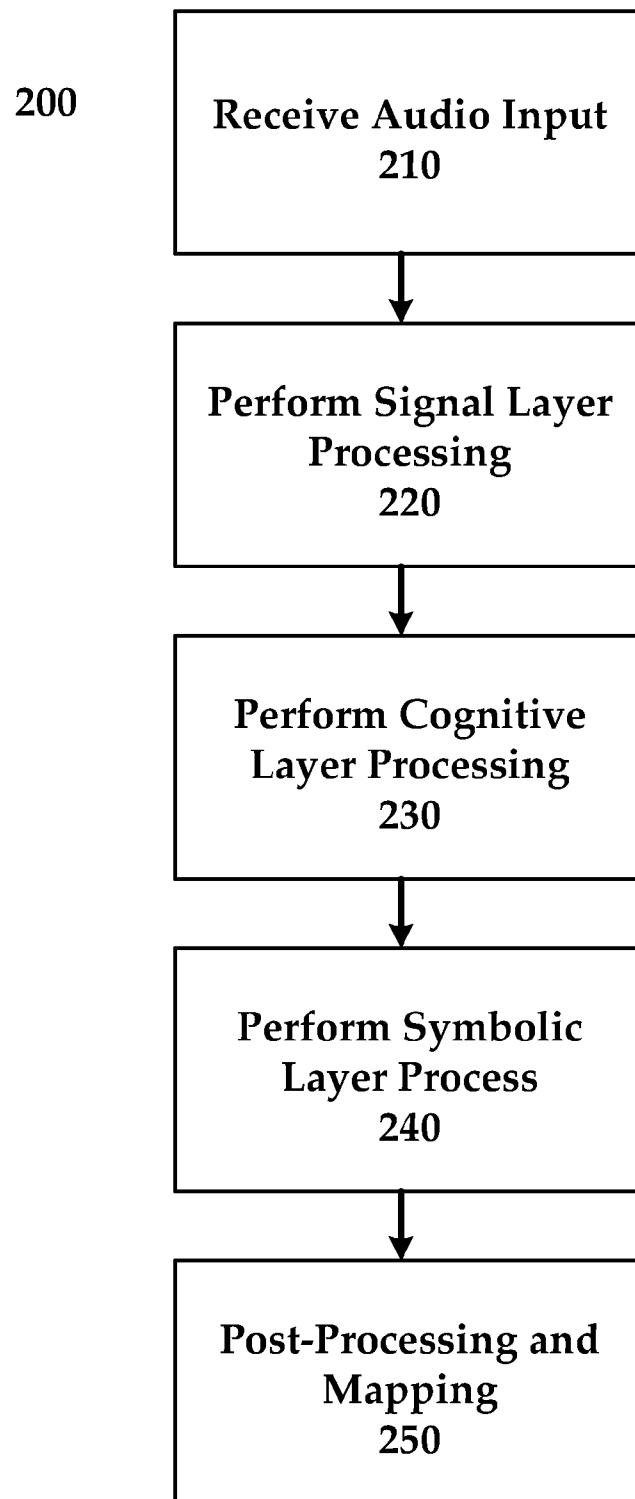 200
Receive Audio Input
210
Perform Signal Layer
Processing
220
Perform Cognitive
Layer Processing
230
Perform Symbolic
Layer Process
240
Post-Processing and
Mapping
250